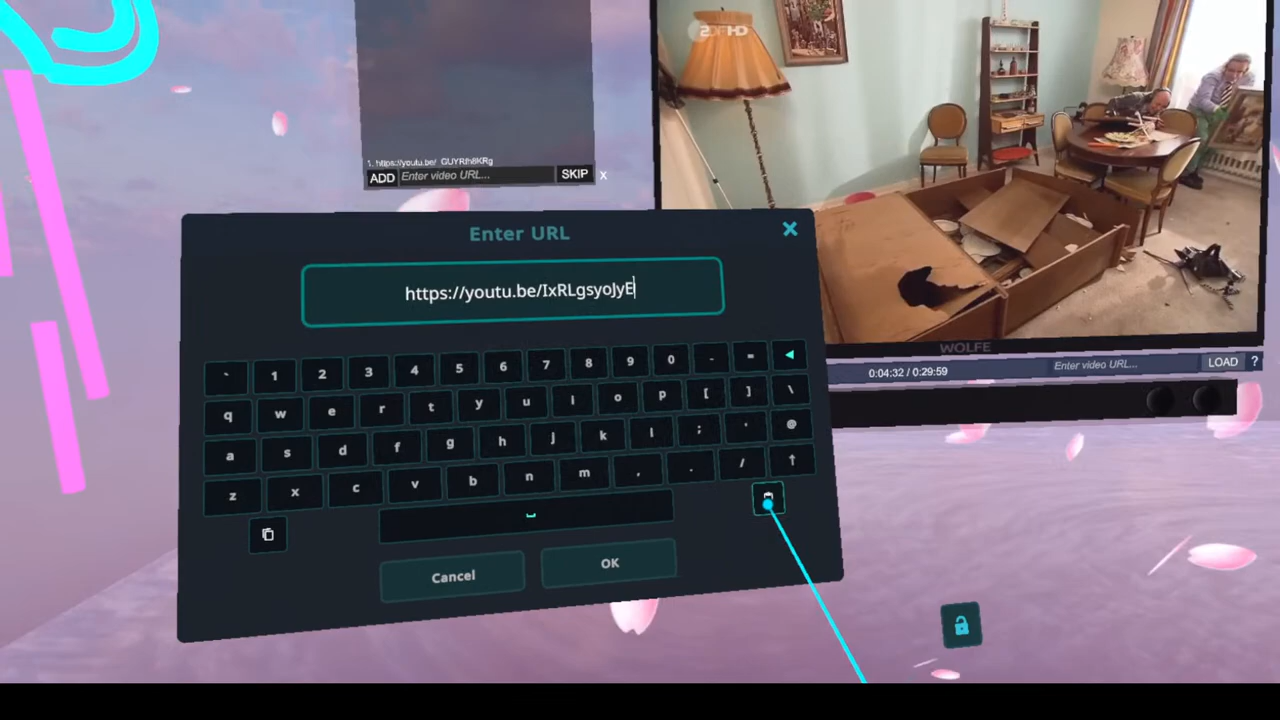 ZDFHD
1. https://youtu.be/_GUYRfh8KRg
ADD Enter video URL... SKIP X
Enter URL
https://youtu.be/IxRLgsyoJyE
WOLFE
0:04:32 / 0:29:59 Enter video URL... LOAD ?
` 1 2 3 4 5 6 7 8 9 0 - =
q w e r t y u i o p [ ] \
a s d f g h j k l ; ' @
z x c v b n m , . / ↑
Cancel OK